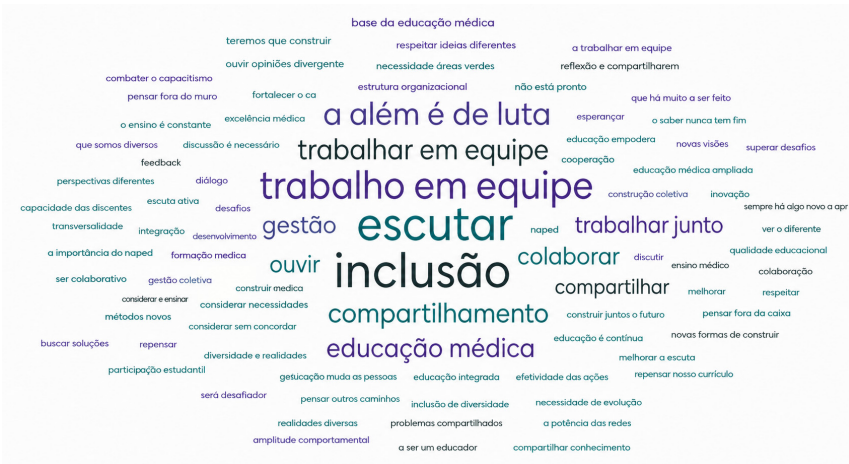 base da educação médica
teremos que construir
respeitar ideias diferentes
a trabalhar em equipe
ouvir opiniões divergente
necessidade áreas verdes
reflexão e compartilharem
combater o capacitismo
estrutura organizacional
não está pronto
pensar fora do muro
fortalecer o ca
que há muito a ser feito
a além é de luta
excelência médica
esperançar
o saber nunca tem fim
o ensino é constante
trabalhar em equipe
educação empodera
que somos diversos
discussão é necessário
novas visões
superar desafios
feedback
cooperação
educação médica ampliada
perspectivas diferentes
diálogo
trabalho em equipe
construção coletiva
inovação
capacidade das discentes
escuta ativa
desafios
sempre há algo novo a apr
transversalidade
integração
desenvolvimento
gestão
escutar
naped
trabalhar junto
ver o diferente
a importância do naped
formação medica
colaborar
discutir
qualidade educacional
ouvir
inclusão
ensino médico
colaboração
ser colaborativo
gestão coletiva
construir medica
compartilhar
melhorar
respeitar
considerar e ensinar
considerar necessidades
métodos novos
compartilhamento
construir juntos o futuro
pensar fora da caixa
considerar sem concordar
educação é contínua
novas formas de construir
buscar soluções
repensar
educação médica
diversidade e realidades
melhorar a escuta
participação estudantil
muda as pessoas
educação integrada
efetividade das ações
repensar nosso currículo
será desafiador
pensar outros caminhos
inclusão de diversidade
necessidade de evolução
realidades diversas
problemas compartilhados
a potência das redes
amplitude comportamental
a ser um educador
compartilhar conhecimento